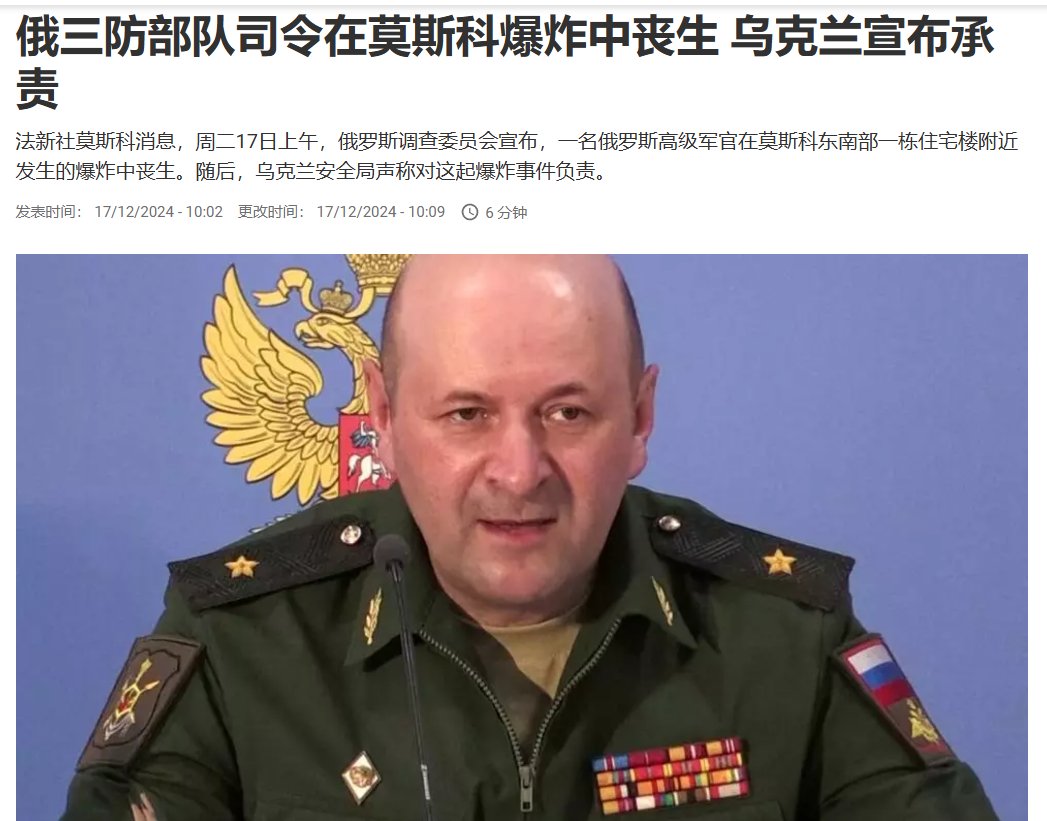 俄三防部队司令在莫斯科爆炸中丧生 乌克兰宣布承
责
法新社莫斯科消息，周二17日上午，俄罗斯调查委员会宣布，一名俄罗斯高级军官在莫斯科东南部一栋住宅楼附近
发生的爆炸中丧生。随后，乌克兰安全局声称对这起爆炸事件负责。
发表时间： 17/12/2024 - 10:02 更改时间： 17/12/2024 - 10:09 6 分钟